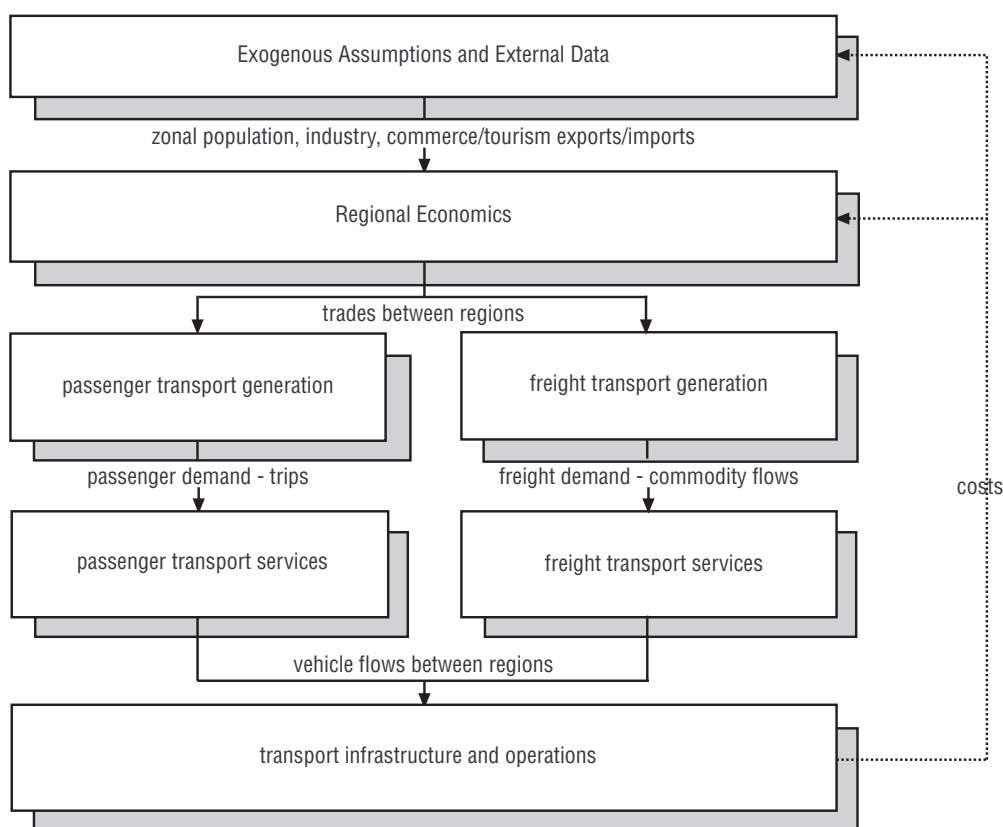 Exogenous Assumptions and External Data
zonal population, industry, commerce/tourism exports/imports
Regional Economics
trades between regions
passenger transport generation
freight transport generation
passenger demand - trips
freight demand - commodity flows
costs
passenger transport services
freight transport services
vehicle flows between regions
transport infrastructure and operations